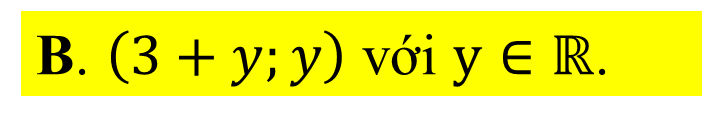 B. (3 + y; y) với y ∈ ℝ.